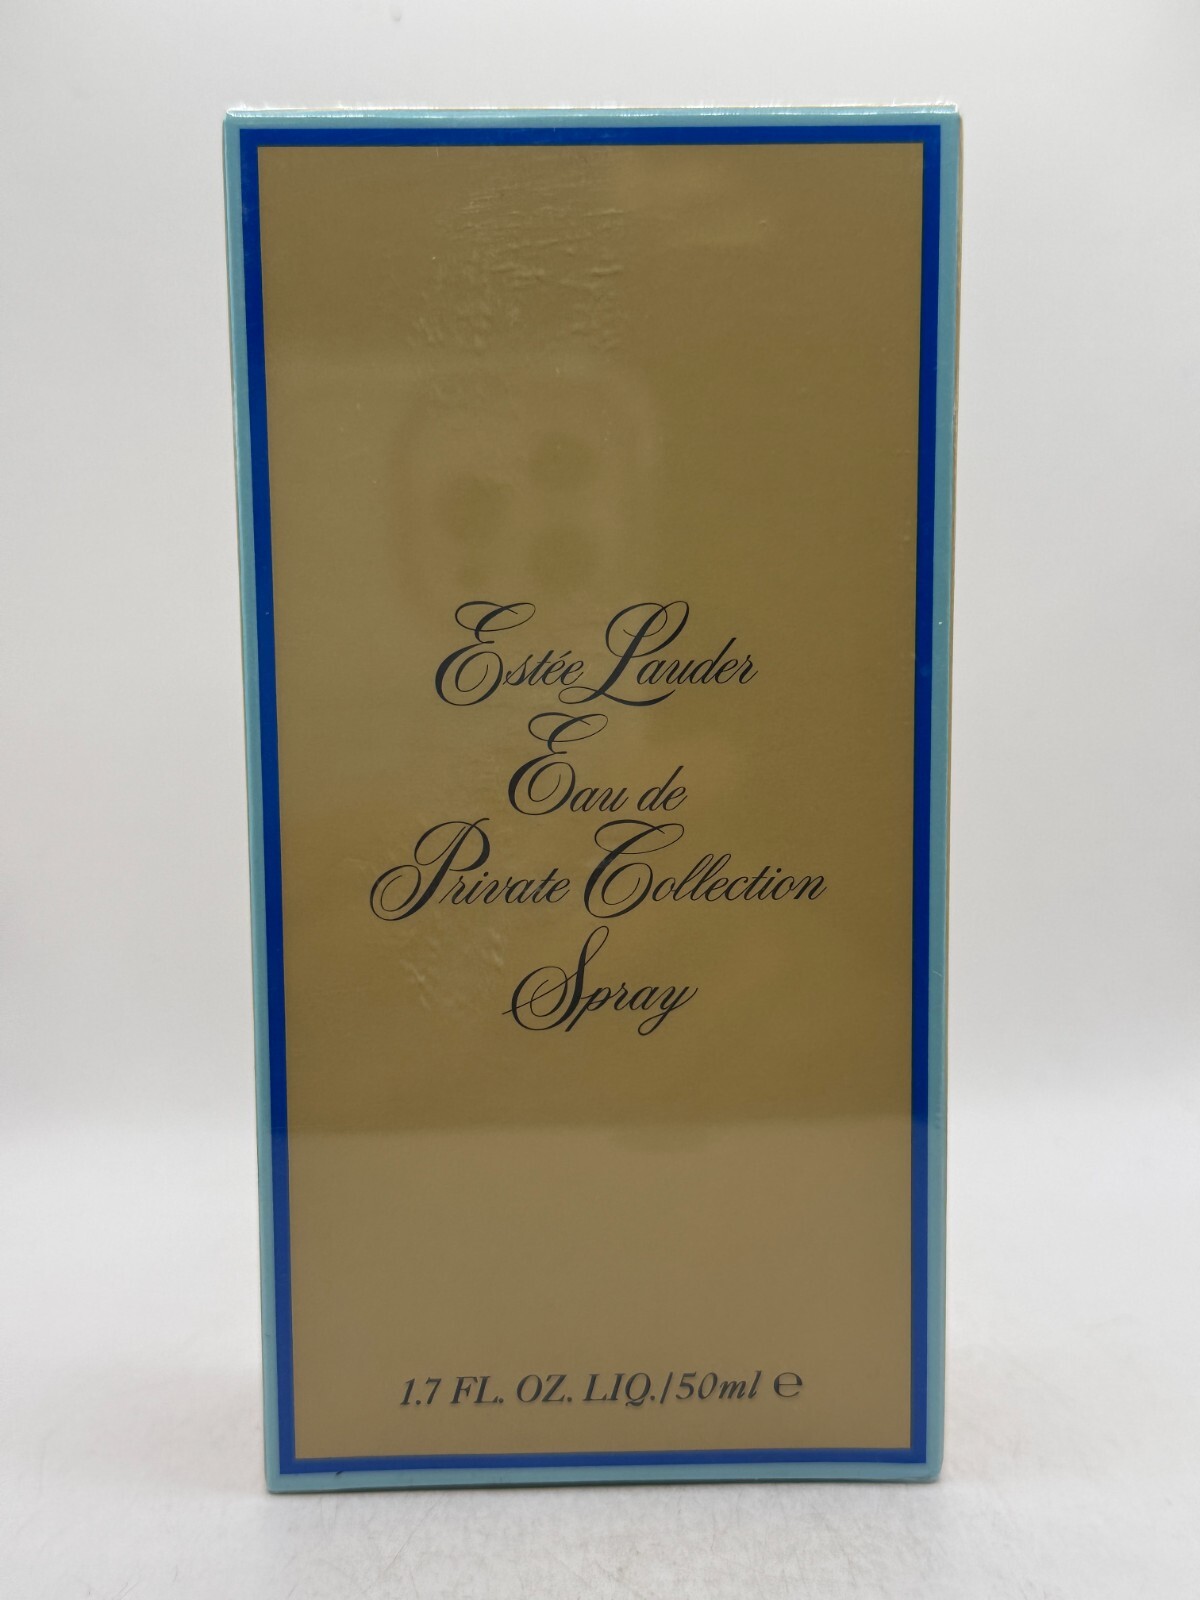 Estée Lauder
Eau de
Private Collection
Spray
1.7 FL. OZ. LIQ./50ml ℮